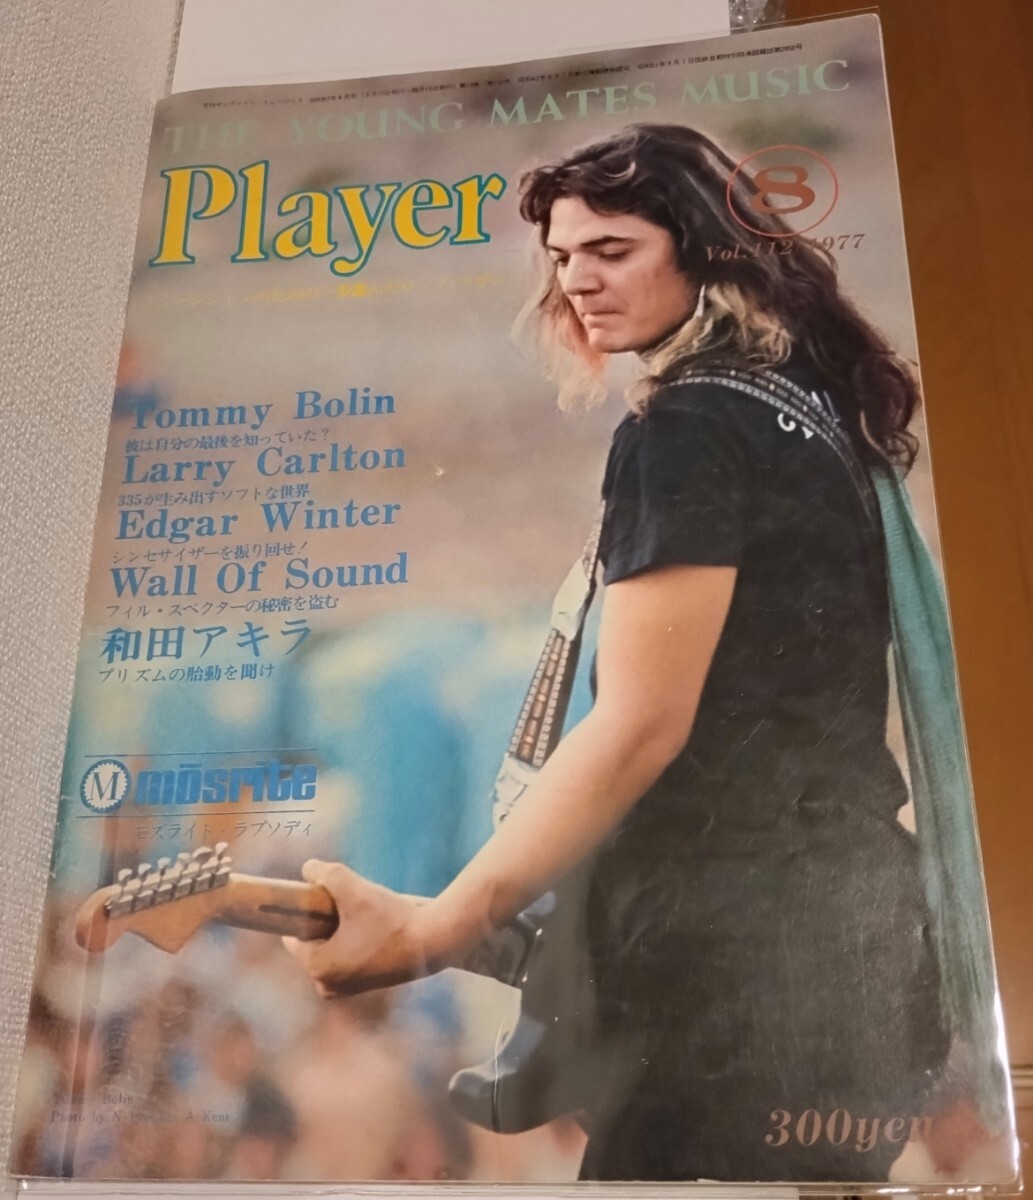 THE YOUNG MATES MUSIC
Player
8
Vol.112 1977
Tommy Bolin
彼は自分の最後を知っていた?
Larry Carlton
335が生み出すソフトな世界
Edgar Winter
シンセサイザーを振り回せ!
Wall Of Sound
フィル・スペクターの秘密を盗む
和田アキラ
プリズムの胎動を聞け
M mosrite
モズライト・ラプソディ
Photo by N. A. Kent
300yen